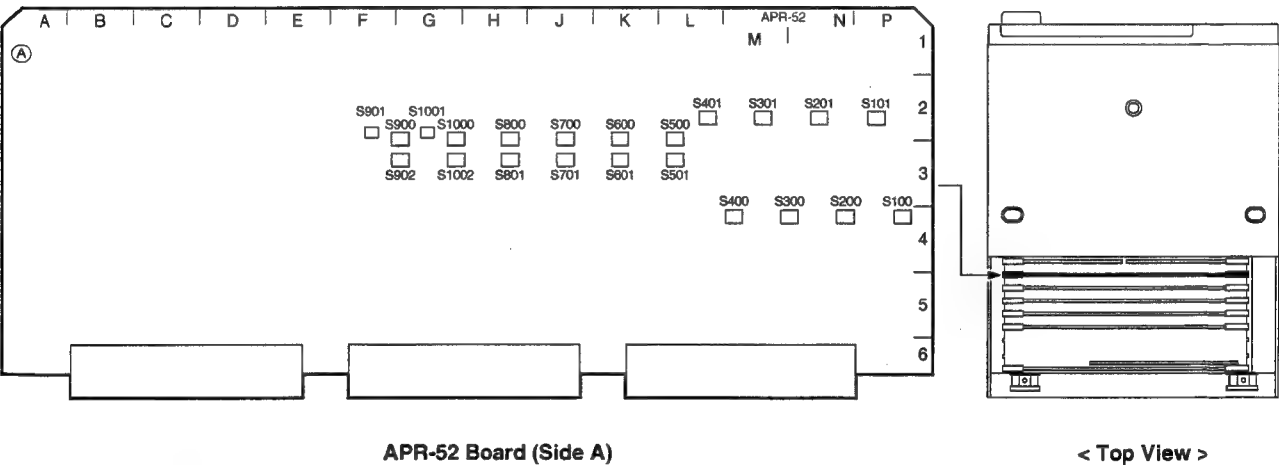 A B C D E F G H J K L APR-52 N P
M
A
1
S901 S1001 S401 S301 S201 S101 2
S900 S1000 S800 S700 S600 S500
S902 S1002 S801 S701 S601 S501 3
S400 S300 S200 S100
4
5
6
APR-52 Board (Side A) < Top View >